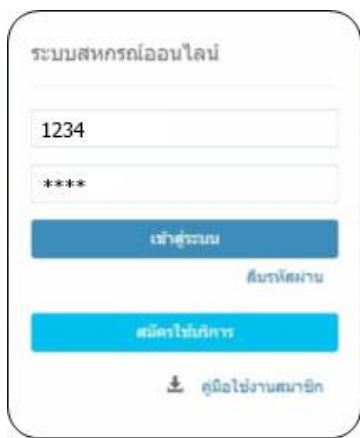 ระบบสหกรณ์ออนไลน์
1234
****
เข้าสู่ระบบ
ลืมรหัสผ่าน
สมัครใช้บริการ
คู่มือใช้งานสมาชิก